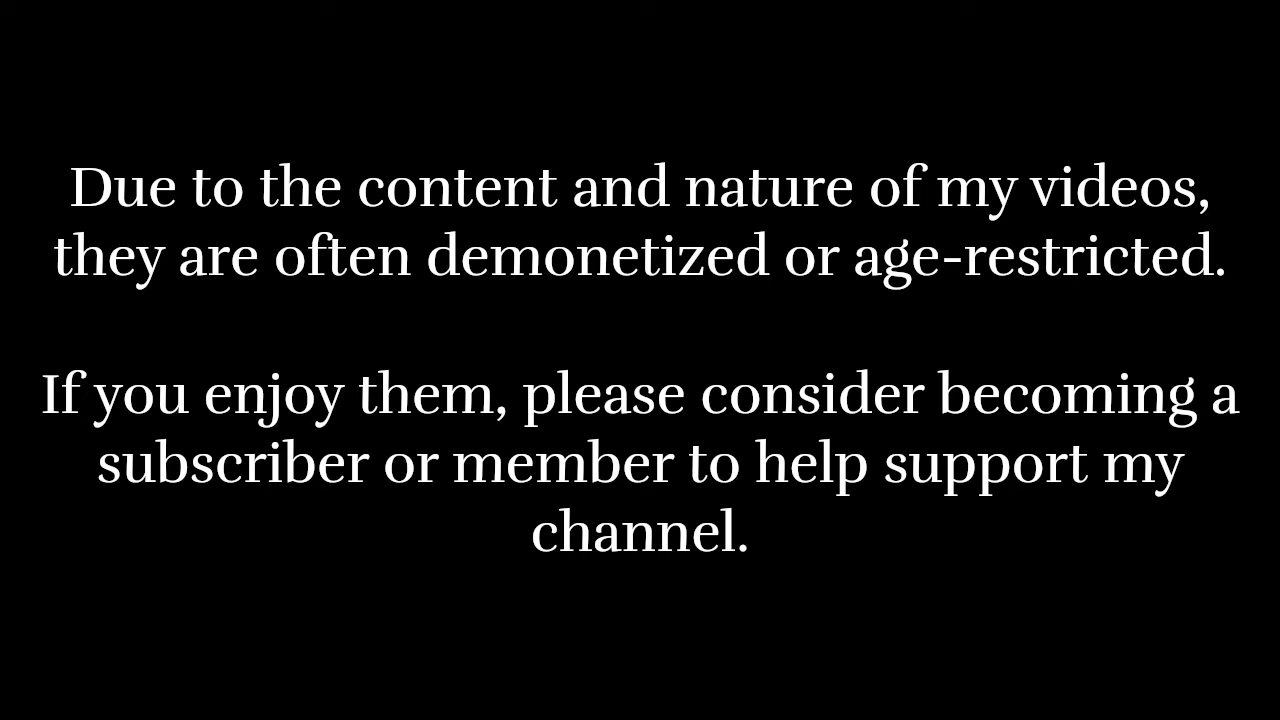 Due to the content and nature of my videos,
they are often demonetized or age-restricted.
If you enjoy them, please consider becoming a
subscriber or member to help support my
channel.